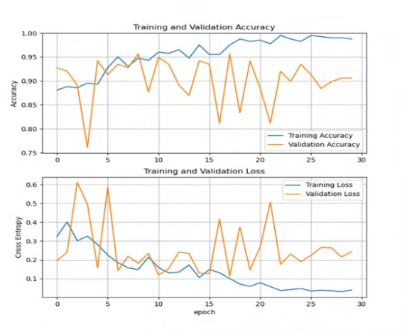 Training and Validation Accuracy
1.00
0.95
0.90
0.85
0.80
0.75
Accuracy
Training Accuracy
Validation Accuracy
0 5 10 15 20 25 30
Training and Validation Loss
0.6
0.5
0.4
0.3
0.2
0.1
Cross Entropy
Training Loss
Validation Loss
0 5 10 15 20 25 30
epoch